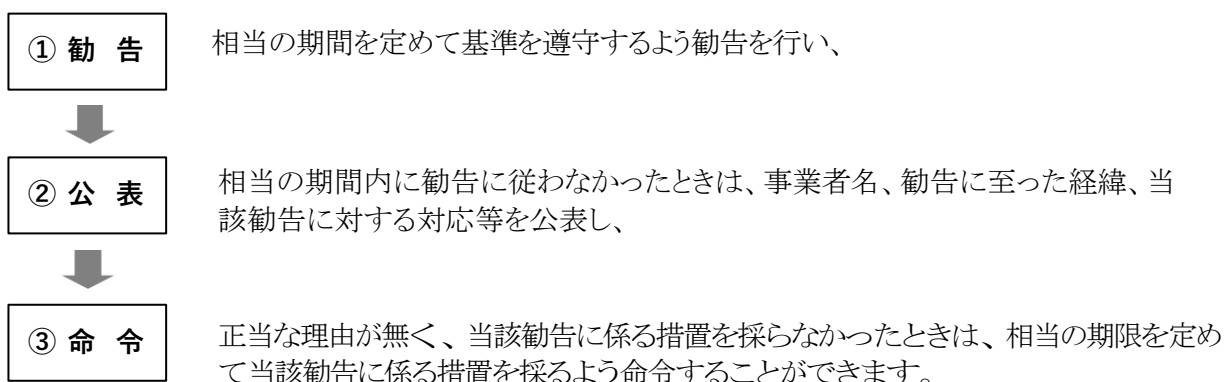 ① 勧　告
相当の期間を定めて基準を遵守するよう勧告を行い、
② 公　表
相当の期間内に勧告に従わなかったときは、事業者名、勧告に至った経緯、当
該勧告に対する対応等を公表し、
③ 命　令
正当な理由が無く、当該勧告に係る措置を採らなかったときは、相当の期限を定め
て当該勧告に係る措置を採るよう命令することができます。